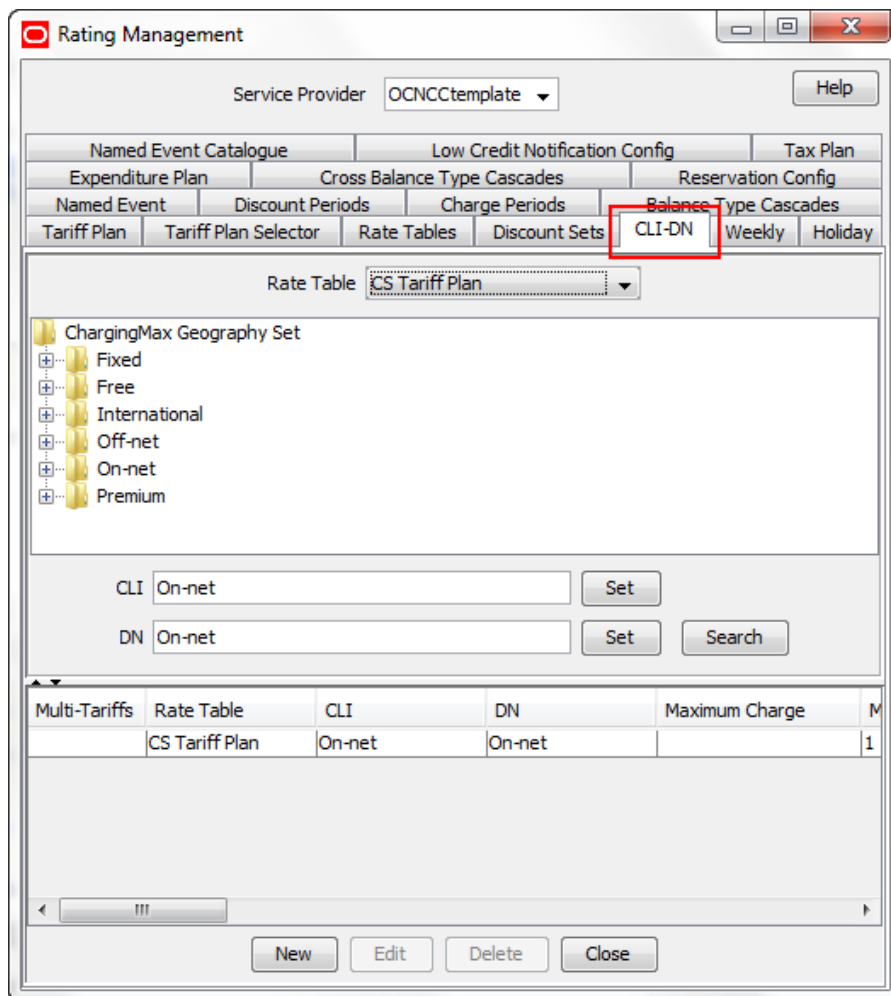 Rating Management
Service Provider OCNCCtemplate Help
Named Event Catalogue Low Credit Notification Config Tax Plan
Expenditure Plan Cross Balance Type Cascades Reservation Config
Named Event Discount Periods Charge Periods Balance Type Cascades
Tariff Plan Tariff Plan Selector Rate Tables Discount Sets CLI-DN Weekly Holiday
Rate Table CS Tariff Plan
ChargingMax Geography Set
Fixed
Free
International
Off-net
On-net
Premium
CLI On-net Set
DN On-net Set Search
Multi-Tariffs Rate Table CLI DN Maximum Charge M
CS Tariff Plan On-net On-net 1
New Edit Delete Close